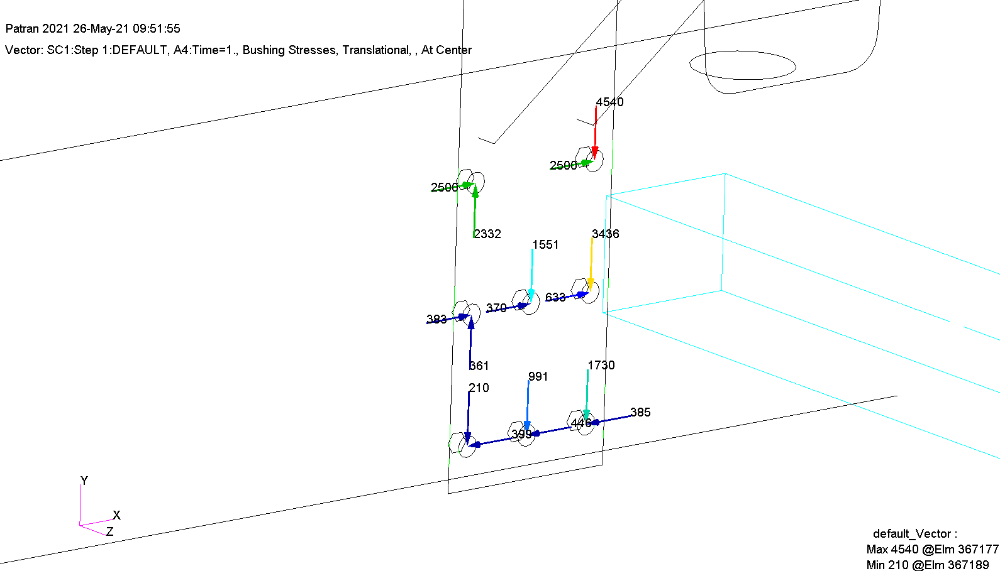 Patran 2021 26-May-21 09:51:55
Vector: SC1:Step 1:DEFAULT, A4:Time=1., Bushing Stresses, Translational, , At Center
4540
2500
2500
2332
3436
1551
633
370
383
361
1730
991
210
385
446
399
Y
X
Z
default_Vector :
Max 4540 @Elm 367177
Min 210 @Elm 367189